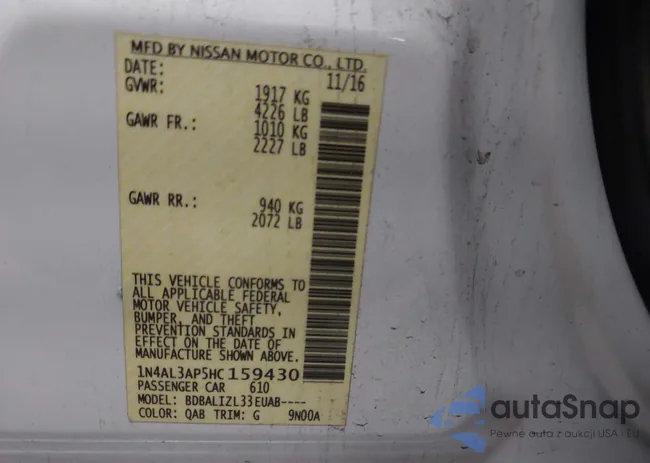 MFD BY NISSAN MOTOR CO., LTD.
DATE: 11/16
GVWR: 1917 KG
4226 LB
GAWR FR.: 1010 KG
2227 LB
GAWR RR.: 940 KG
2072 LB
THIS VEHICLE CONFORMS TO
ALL APPLICABLE FEDERAL
MOTOR VEHICLE SAFETY,
BUMPER, AND THEFT
PREVENTION STANDARDS IN
EFFECT ON THE DATE OF
MANUFACTURE SHOWN ABOVE.
1N4AL3AP5HC159430
PASSENGER CAR 610
MODEL: BDBALIZL33EUAB----
COLOR: QAB TRIM: G 9N00A
autaSnap
Pewne auta z aukcji USA - EU